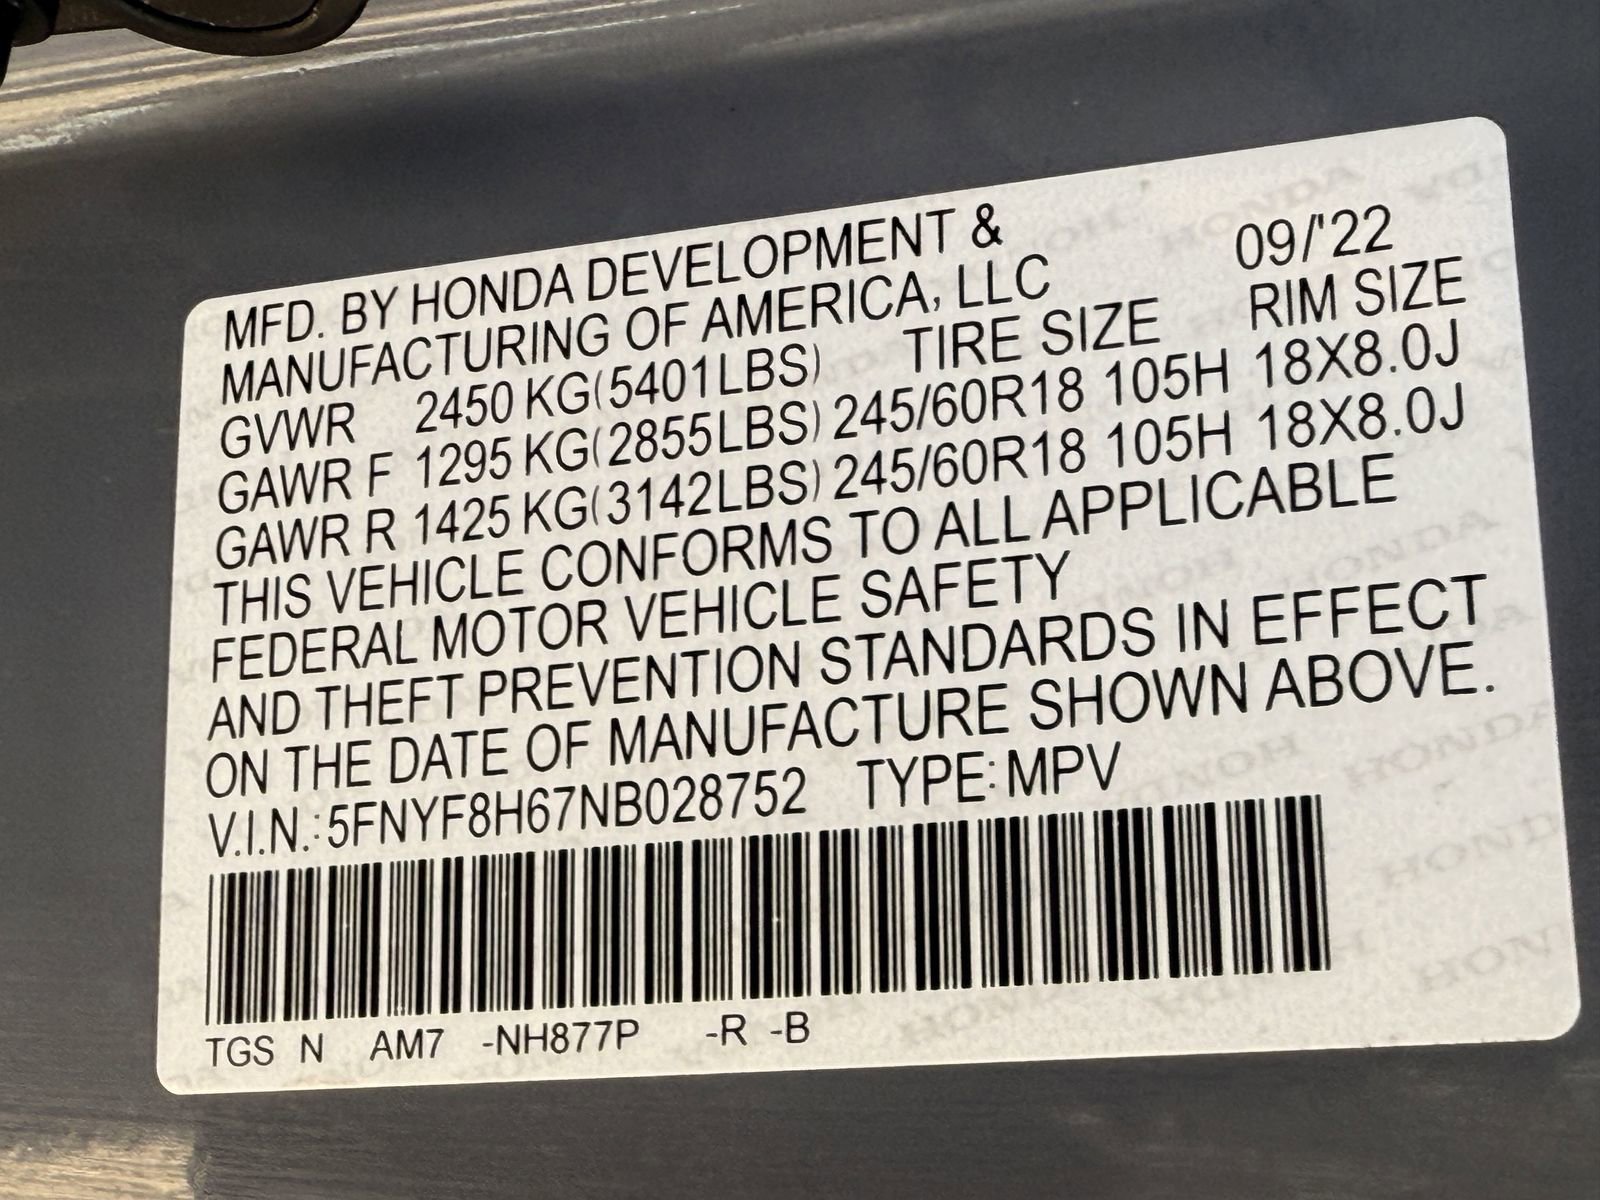 MFD. BY HONDA DEVELOPMENT & 09/'22
MANUFACTURING OF AMERICA, LLC RIM SIZE
GVWR 2450 KG(5401LBS) TIRE SIZE
GAWR F 1295 KG(2855LBS) 245/60R18 105H 18X8.0J
GAWR R 1425 KG(3142LBS) 245/60R18 105H 18X8.0J
THIS VEHICLE CONFORMS TO ALL APPLICABLE
FEDERAL MOTOR VEHICLE SAFETY
AND THEFT PREVENTION STANDARDS IN EFFECT
ON THE DATE OF MANUFACTURE SHOWN ABOVE.
V.I.N.: 5FNYF8H67NB028752 TYPE: MPV
TGS N AM7 -NH877P -R -B